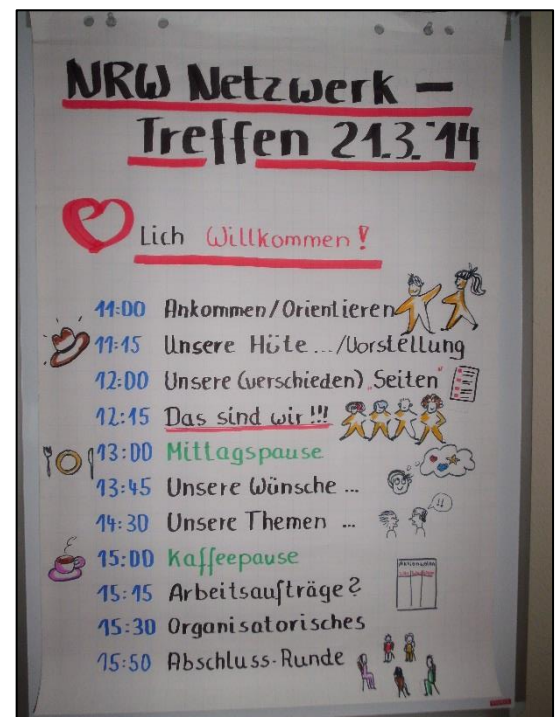 NRW Netzwerk –
Treffen 21.3.'14
Lich Willkommen!
11:00 Ankommen/Orientieren
11:15 Unsere Hüte .../Vorstellung
12:00 Unsere (verschieden) „Seiten"
12:15 Das sind wir!!!
13:00 Mittagspause
13:45 Unsere Wünsche ...
14:30 Unsere Themen ...
!!
15:00 Kaffeepause
15:15 Arbeitsaufträge?
15:30 Organisatorisches
15:50 Abschluss-Runde